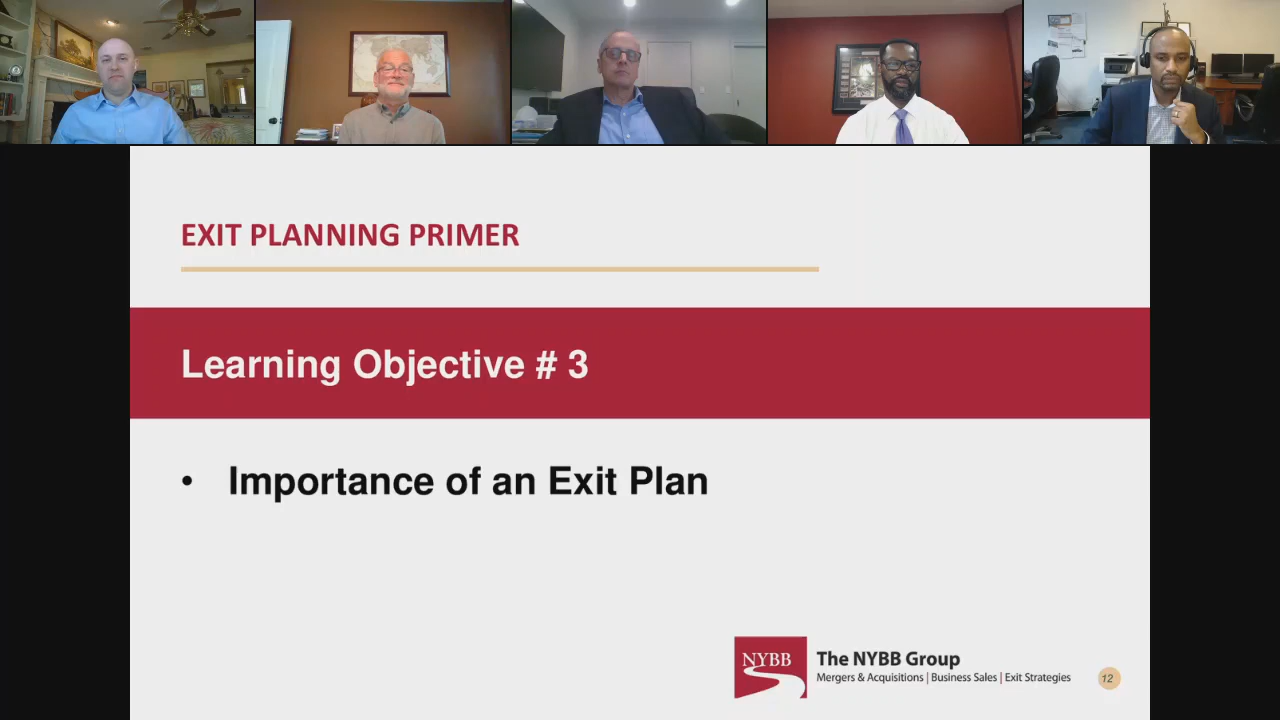 EXIT PLANNING PRIMER
Learning Objective # 3
• Importance of an Exit Plan
NYBB
The NYBB Group
Mergers & Acquisitions | Business Sales | Exit Strategies
12